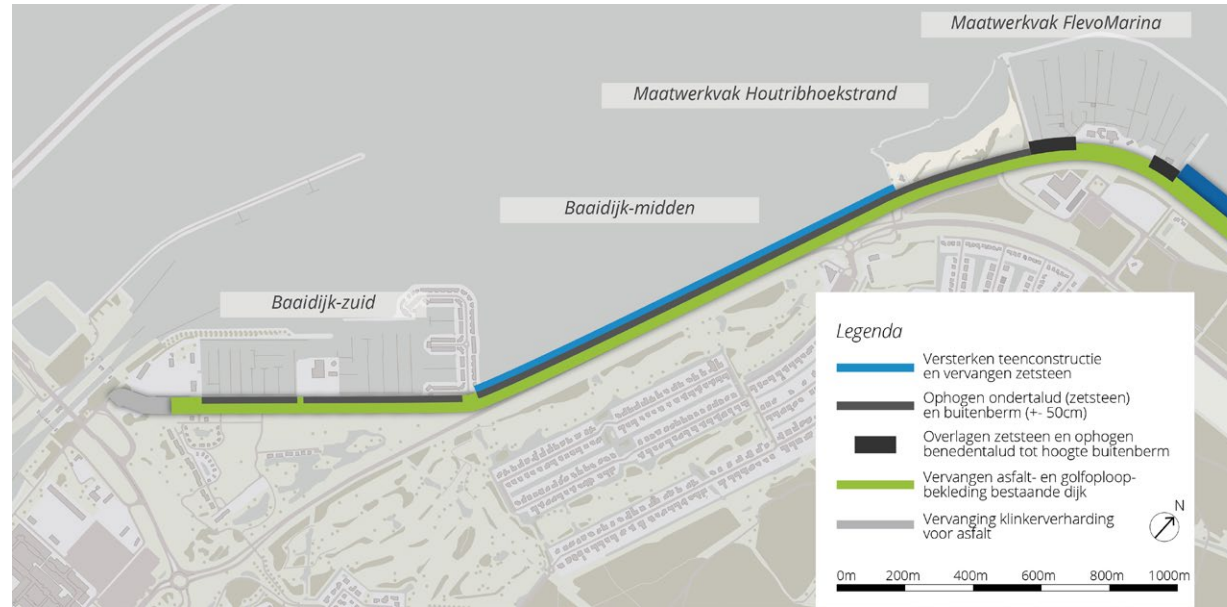 Maatwerkvak FlevoMarina
Maatwerkvak Houtribhoekstrand
Baaidijk-midden
Baaidijk-zuid
Legenda
Versterken teenconstructie
en vervangen zetsteen
Ophogen ondertalud (zetsteen)
en buitenberm (+- 50cm)
Overlagen zetsteen en ophogen
benedentalud tot hoogte buitenberm
Vervangen asfalt- en golfoploop-
bekleding bestaande dijk
Vervanging klinkerverharding
voor asfalt
N
0m 200m 400m 600m 800m 1000m